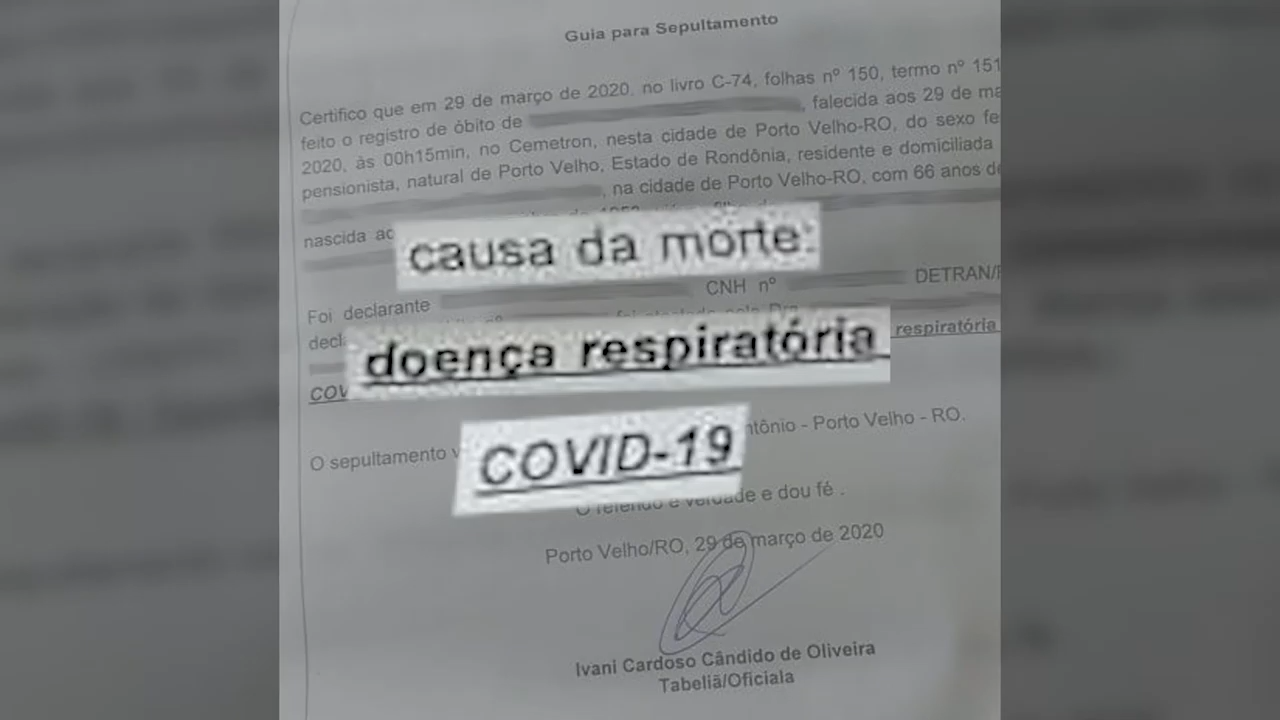 Guia para Sepultamento
Certifico que em 29 de março de 2020, no livro C-74, folhas nº 150, termo nº 151
feito o registro de óbito de , falecida aos 29 de ma
2020, às 00h15min, no Cemetron, nesta cidade de Porto Velho-RO, do sexo fe
pensionista, natural de Porto Velho, Estado de Rondônia, residente e domiciliada
, na cidade de Porto Velho-RO, com 66 anos de
nascida ao
causa da morte:
Foi declarante CNH nº DETRAN/
decl
doença respiratória
respiratória
COV
COVID-19
O sepultamento v ntônio - Porto Velho - RO.
O referido é verdade e dou fé .
Porto Velho/RO, 29 de março de 2020
Ivani Cardoso Cândido de Oliveira
Tabeliã/Oficiala